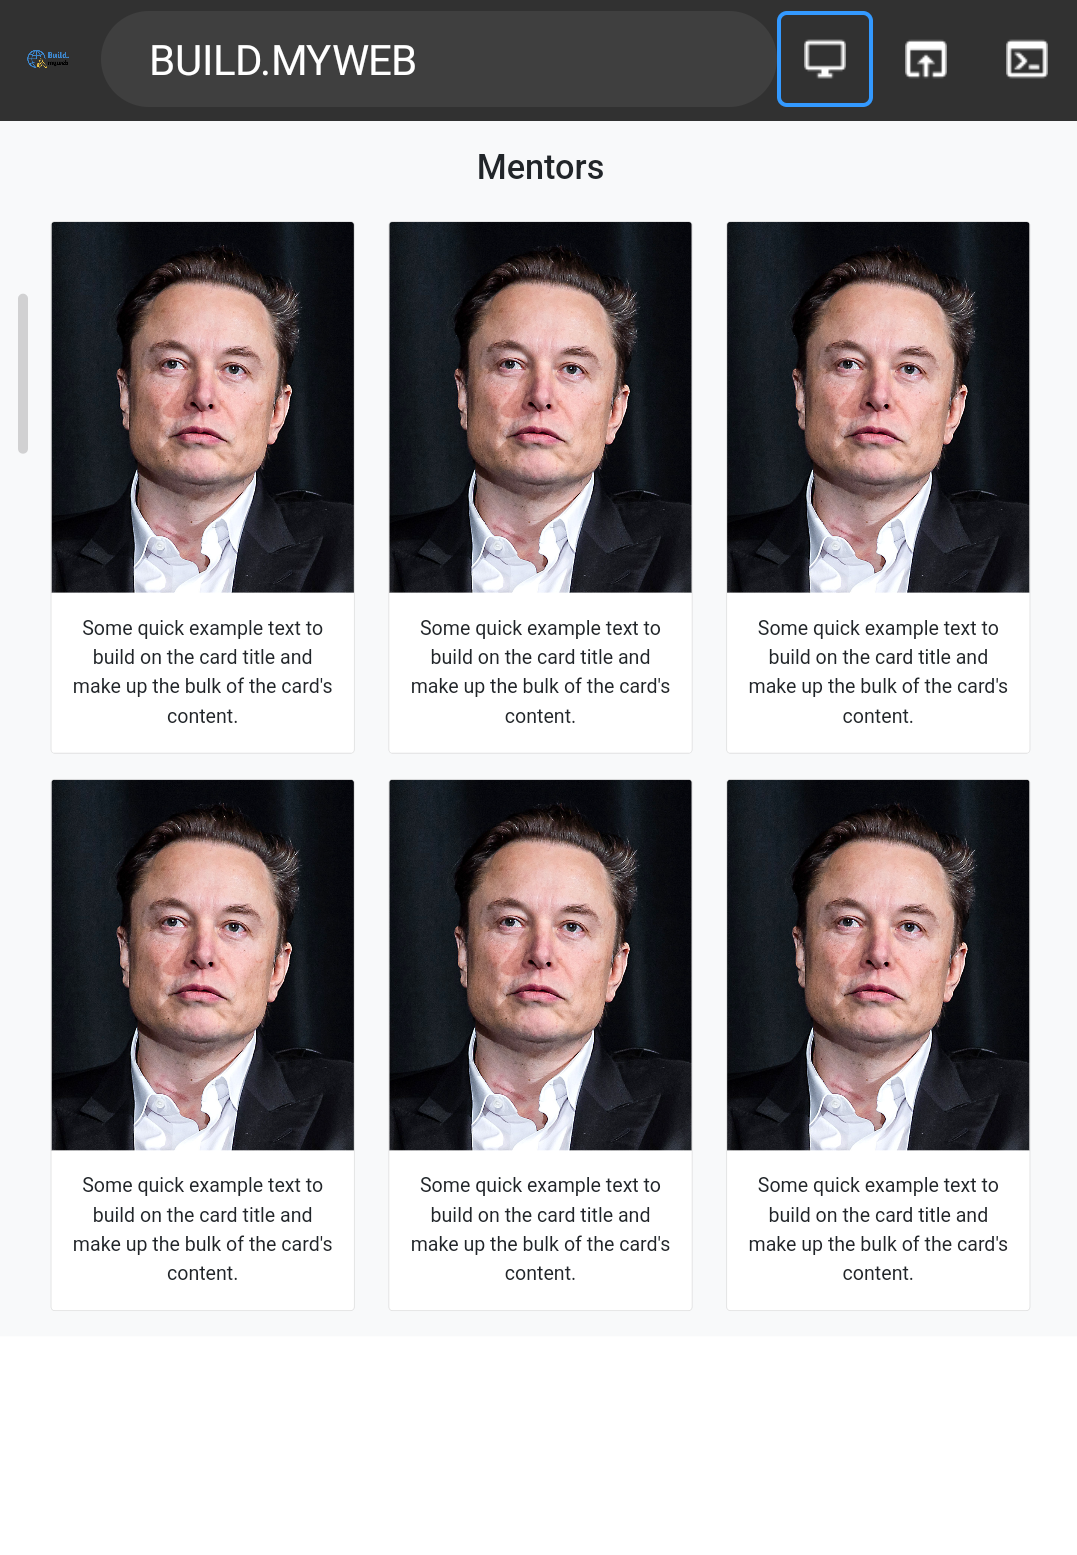 Build.
myweb
BUILD.MYWEB
Mentors
Some quick example text to
build on the card title and
make up the bulk of the card's
content.
Some quick example text to
build on the card title and
make up the bulk of the card's
content.
Some quick example text to
build on the card title and
make up the bulk of the card's
content.
Some quick example text to
build on the card title and
make up the bulk of the card's
content.
Some quick example text to
build on the card title and
make up the bulk of the card's
content.
Some quick example text to
build on the card title and
make up the bulk of the card's
content.